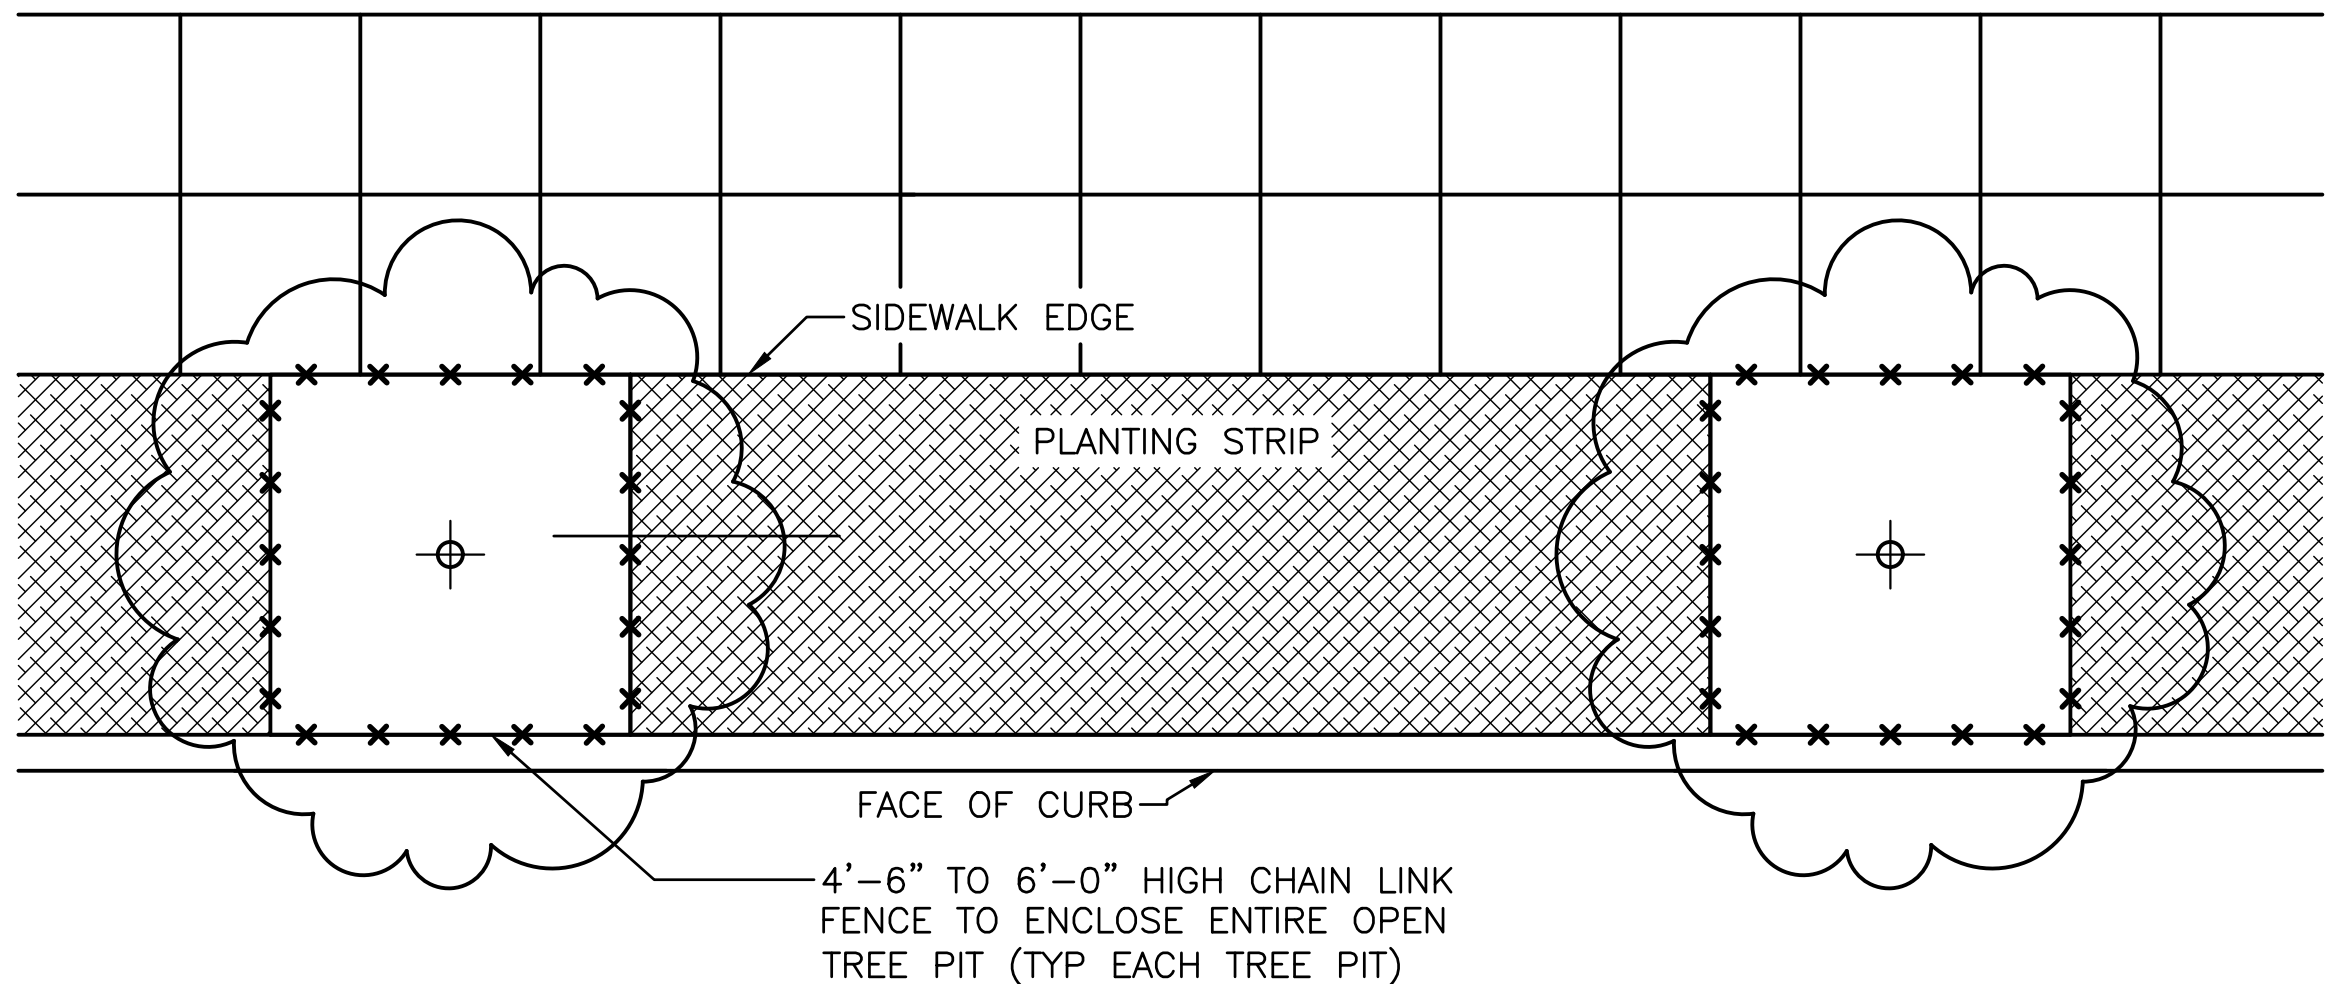 SIDEWALK EDGE
PLANTING STRIP
FACE OF CURB
4'–6” TO 6'–0” HIGH CHAIN LINK
FENCE TO ENCLOSE ENTIRE OPEN
TREE PIT (TYP EACH TREE PIT)